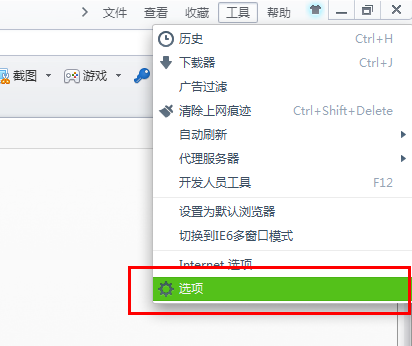 文件 查看 收藏 工具 帮助
截图 游戏
历史 Ctrl+H
下载器 Ctrl+J
广告过滤
清除上网痕迹 Ctrl+Shift+Delete
自动刷新
代理服务器
开发人员工具 F12
设置为默认浏览器
切换到IE6多窗口模式
Internet 选项
选项